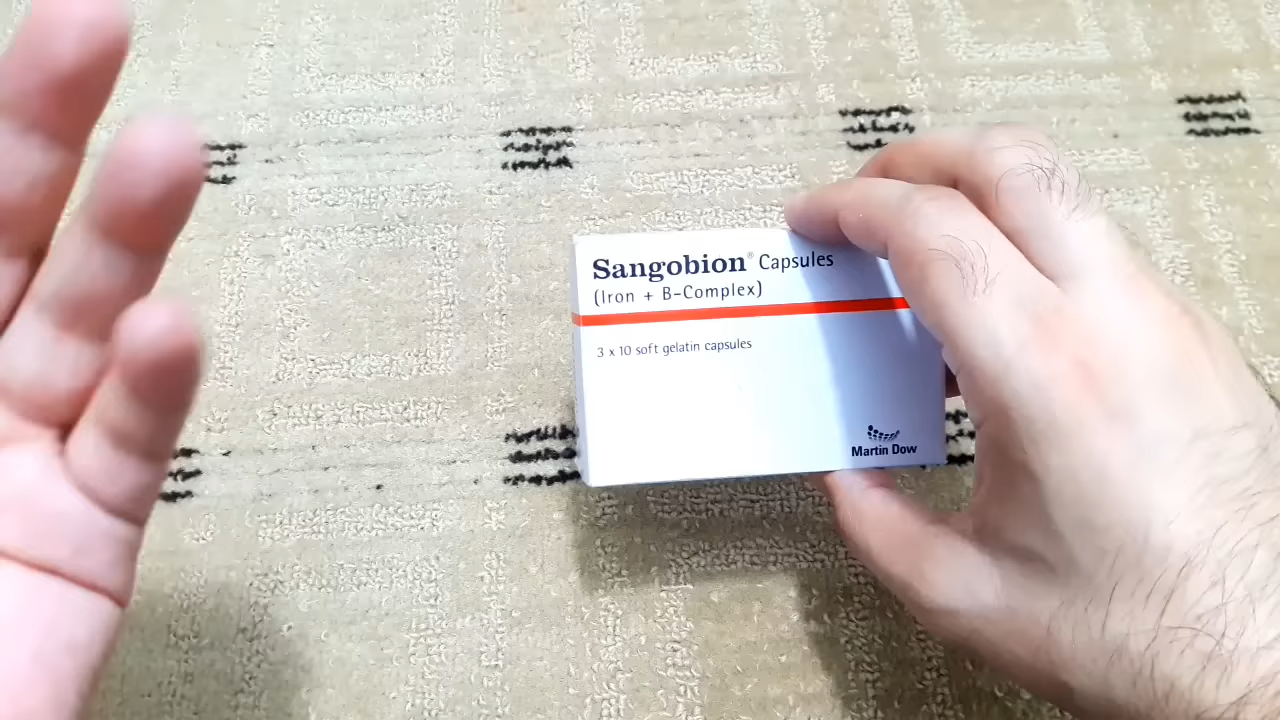 Sangobion® Capsules
(Iron + B-Complex)
3 x 10 soft gelatin capsules
Martin Dow